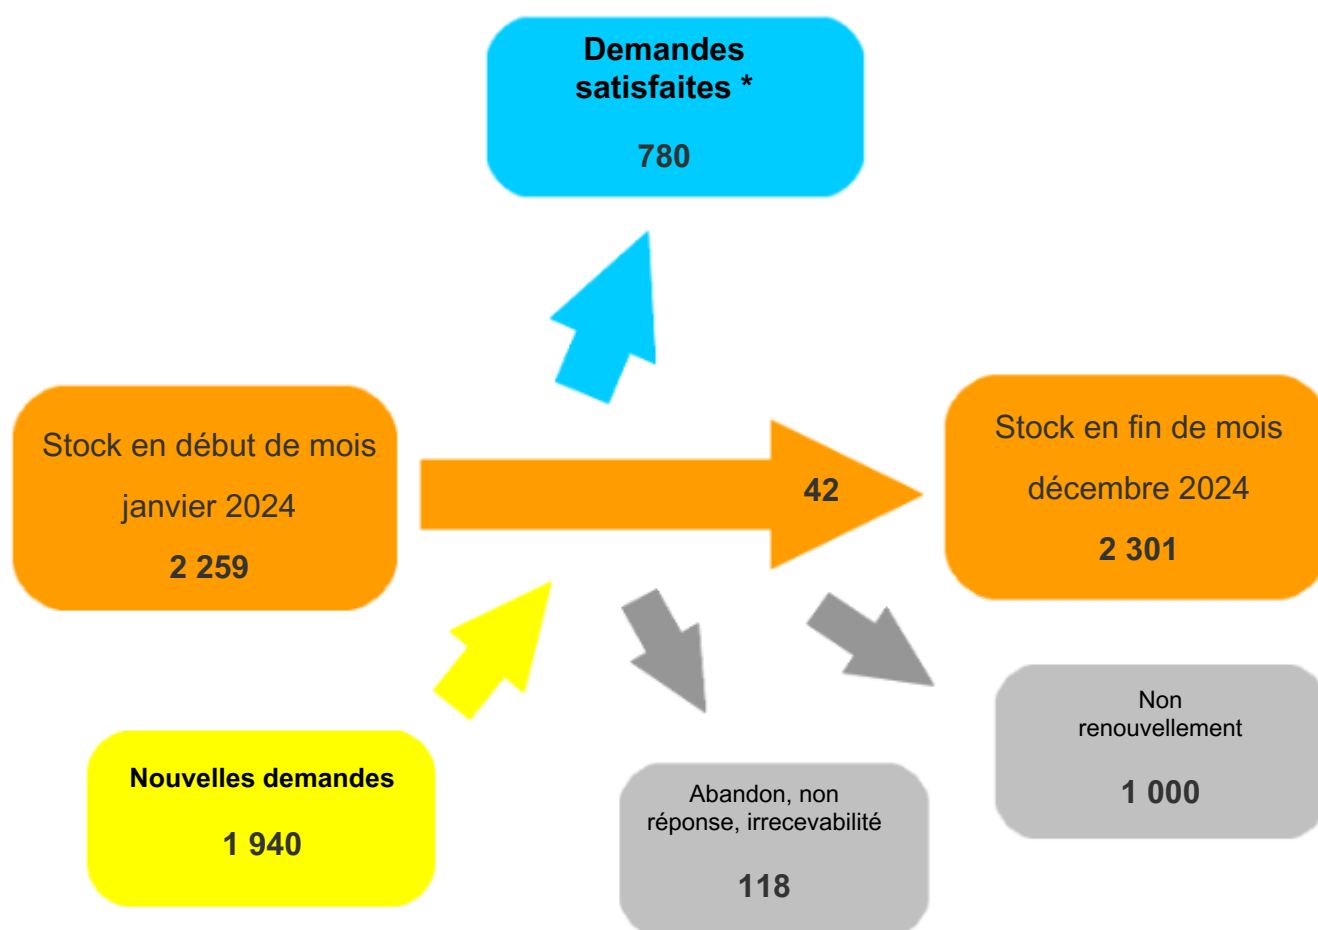 Demandes
satisfaites *
780
Stock en début de mois
janvier 2024
2 259
42
Stock en fin de mois
décembre 2024
2 301
Nouvelles demandes
1 940
Abandon, non
réponse, irrecevabilité
118
Non
renouvellement
1 000